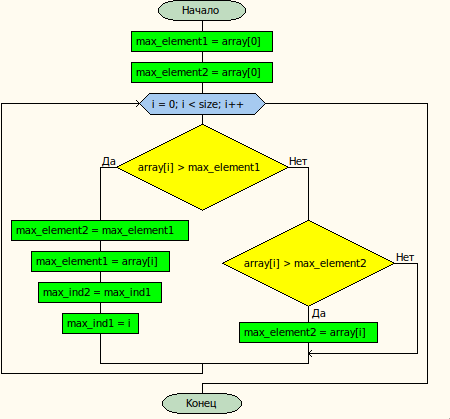 Начало
max_element1 = array[0]
max_element2 = array[0]
i = 0; i < size; i++
array[i] > max_element1
Да
Нет
max_element2 = max_element1
max_element1 = array[i]
max_ind2 = max_ind1
max_ind1 = i
array[i] > max_element2
Нет
Да
max_element2 = array[i]
Конец